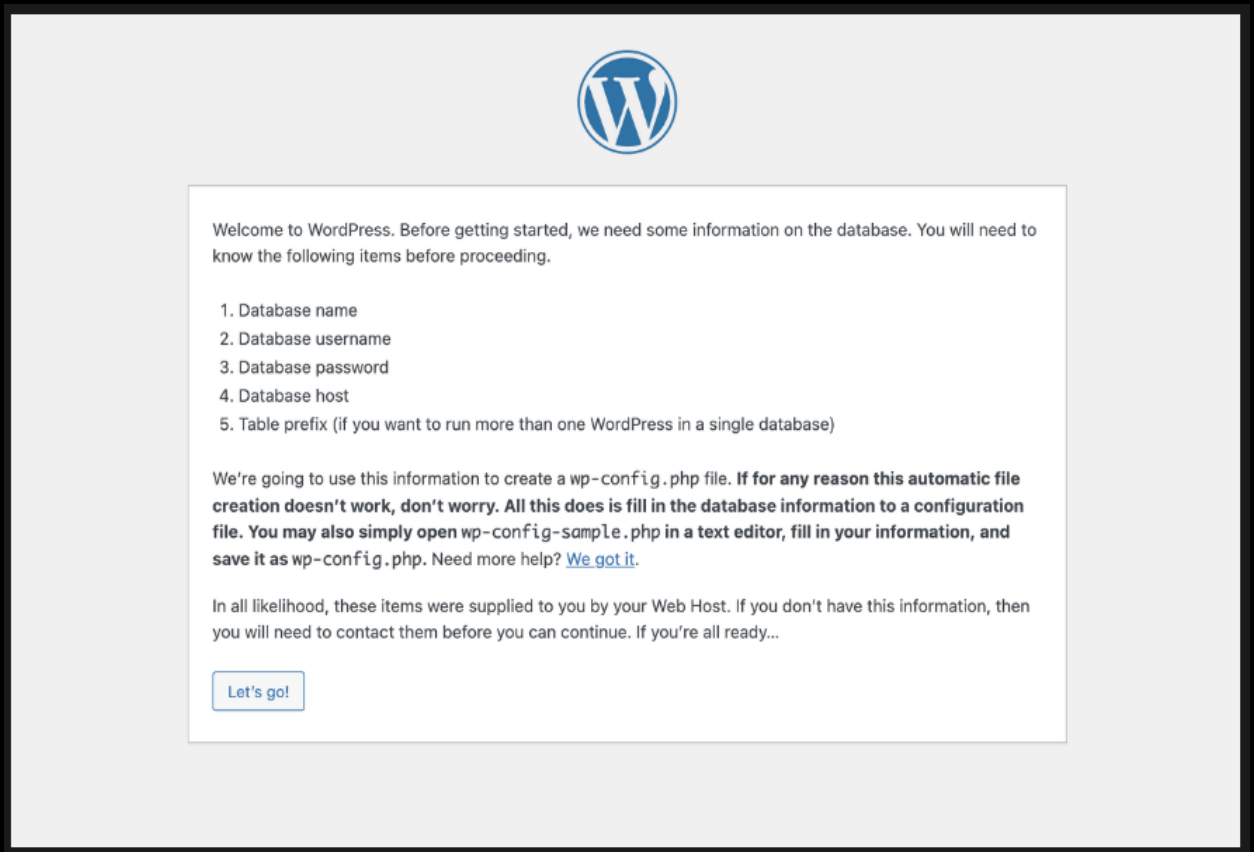 Welcome to WordPress. Before getting started, we need some information on the database. You will need to
know the following items before proceeding.
1. Database name
2. Database username
3. Database password
4. Database host
5. Table prefix (if you want to run more than one WordPress in a single database)
We’re going to use this information to create a wp-config.php file. If for any reason this automatic file
creation doesn’t work, don’t worry. All this does is fill in the database information to a configuration
file. You may also simply open wp-config-sample.php in a text editor, fill in your information, and
save it as wp-config.php. Need more help? We got it.
In all likelihood, these items were supplied to you by your Web Host. If you don’t have this information, then
you will need to contact them before you can continue. If you’re all ready…
Let’s go!